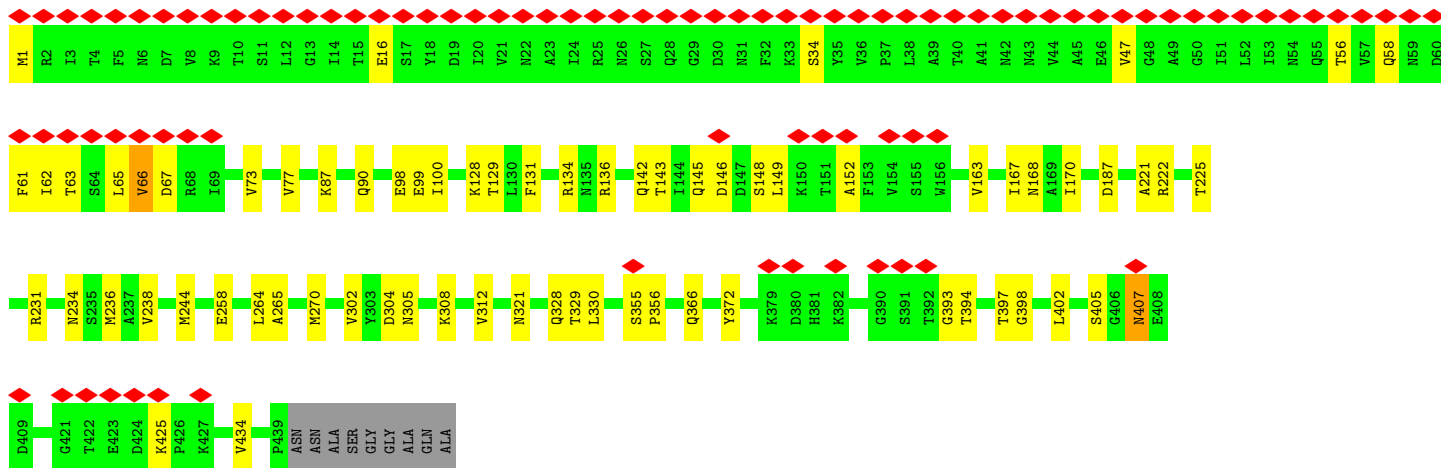 M1 R2 I3 T4 F5 N6 D7 V8 K9 T10 S11 L12 G13 I14 T15 E16 S17 Y18 D19 I20 V21 N22 A23 I24 R25 N26 S27 Q28 G29 D30 N31 F32 K33 S34 Y35 V36 P37 L38 A39 T40 A41 N42 N43 V44 A45 E46 V47 G48 A49 G50 I51 L52 I53 N54 Q55 T56 V57 Q58 N59 D60
F61 I62 T63 S64 L65 V66 D67 R68 I69 V73 V77 K87 Q90 E98 E99 I100 K128 T129 L130 F131 R134 N135 R136 Q142 T143 I144 Q145 D146 D147 S148 L149 K150 T151 A152 F153 V154 S155 W156 V163 I167 N168 A169 I170 D187 A221 R222 T225
R231 N234 S235 M236 A237 V238 M244 E258 L264 A265 M270 V302 Y303 D304 N305 K308 V312 N321 Q328 T329 L330 S355 P356 Q366 Y372 K379 D380 H381 K382 G390 S391 T392 G393 T394 T397 G398 L402 S405 G406 N407 E408
D409 G421 T422 E423 D424 K425 P426 K427 V434 P439 ASN ASN ALA SER GLY GLY ALA GLN ALA